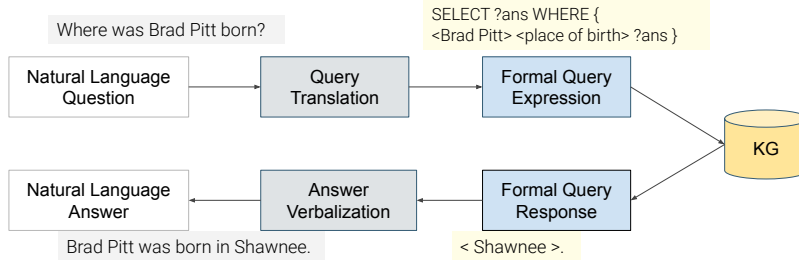 Where was Brad Pitt born?
SELECT ?ans WHERE {
<Brad Pitt> <place of birth> ?ans }
Natural Language
Question
Query
Translation
Formal Query
Expression
KG
Natural Language
Answer
Answer
Verbalization
Formal Query
Response
Brad Pitt was born in Shawnee.
< Shawnee >.